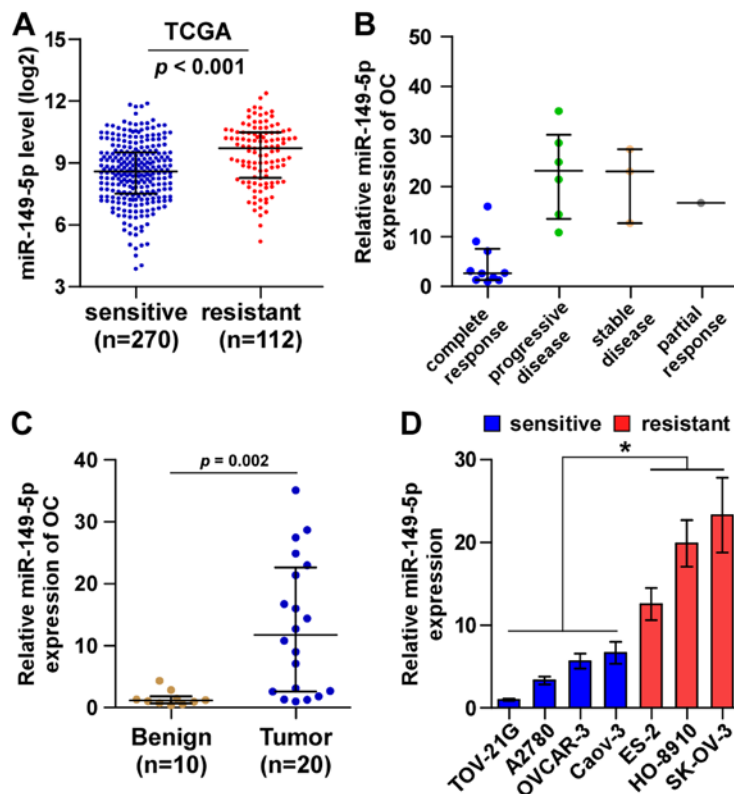 A
TCGA
p < 0.001
miR-149-5p level (log2)
15
12
9
6
3
sensitive
(n=270)
resistant
(n=112)
B
Relative miR-149-5p
expression of OC
50
40
30
20
10
0
complete
response
progressive
disease
stable
disease
partial
response
C
p = 0.002
Relative miR-149-5p
expression of OC
40
30
20
10
0
Benign
(n=10)
Tumor
(n=20)
D
sensitive
resistant
*
Relative miR-149-5p
expression
30
20
10
0
TOV-21G
A2780
OVCAR-3
Caov-3
ES-2
HO-8910
SK-OV-3